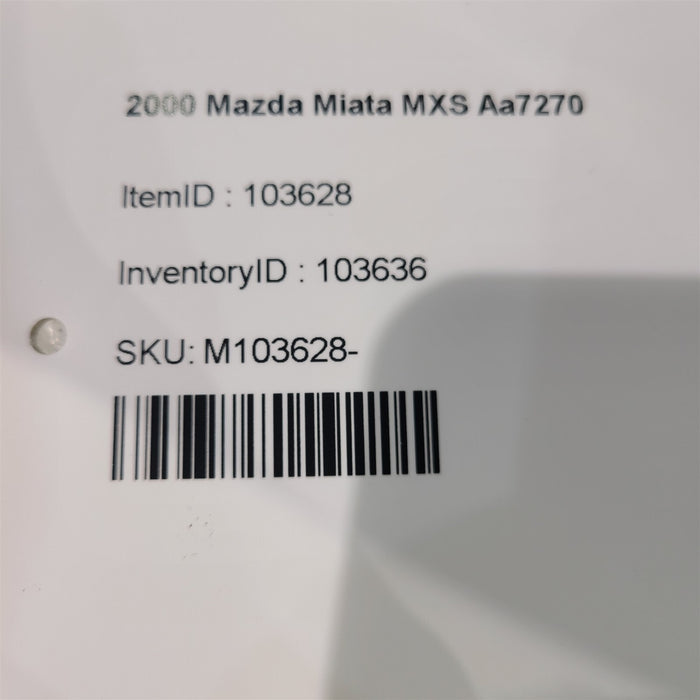 2000 Mazda Miata MXS Aa7270
ItemID : 103628
InventoryID : 103636
SKU: M103628-